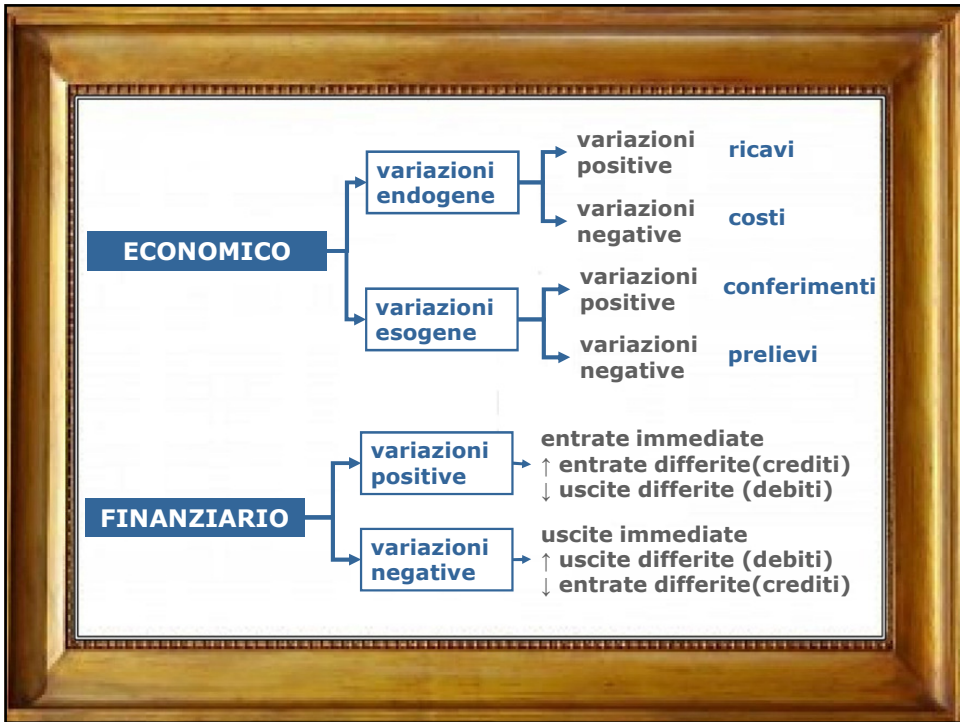 variazioni
positive
ricavi
variazioni
endogene
variazioni
negative
costi
ECONOMICO
variazioni
positive
conferimenti
variazioni
esogene
variazioni
negative
prelievi
variazioni
positive
entrate immediate
↑ entrate differite(crediti)
↓ uscite differite (debiti)
FINANZIARIO
variazioni
negative
uscite immediate
↑ uscite differite (debiti)
↓ entrate differite(crediti)